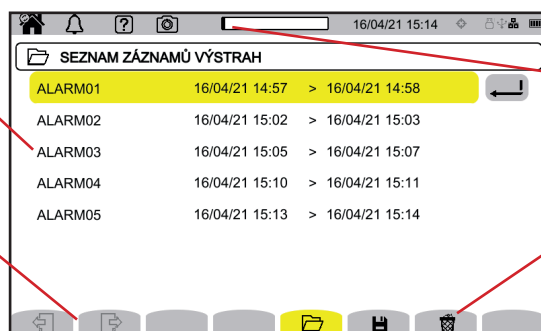 16/04/21 15:14
SEZNAM ZÁZNAMŮ VÝSTRAH
ALARM01 16/04/21 14:57 > 16/04/21 14:58
ALARM02 16/04/21 15:02 > 16/04/21 15:03
ALARM03 16/04/21 15:05 > 16/04/21 15:07
ALARM04 16/04/21 15:10 > 16/04/21 15:11
ALARM05 16/04/21 15:13 > 16/04/21 15:14